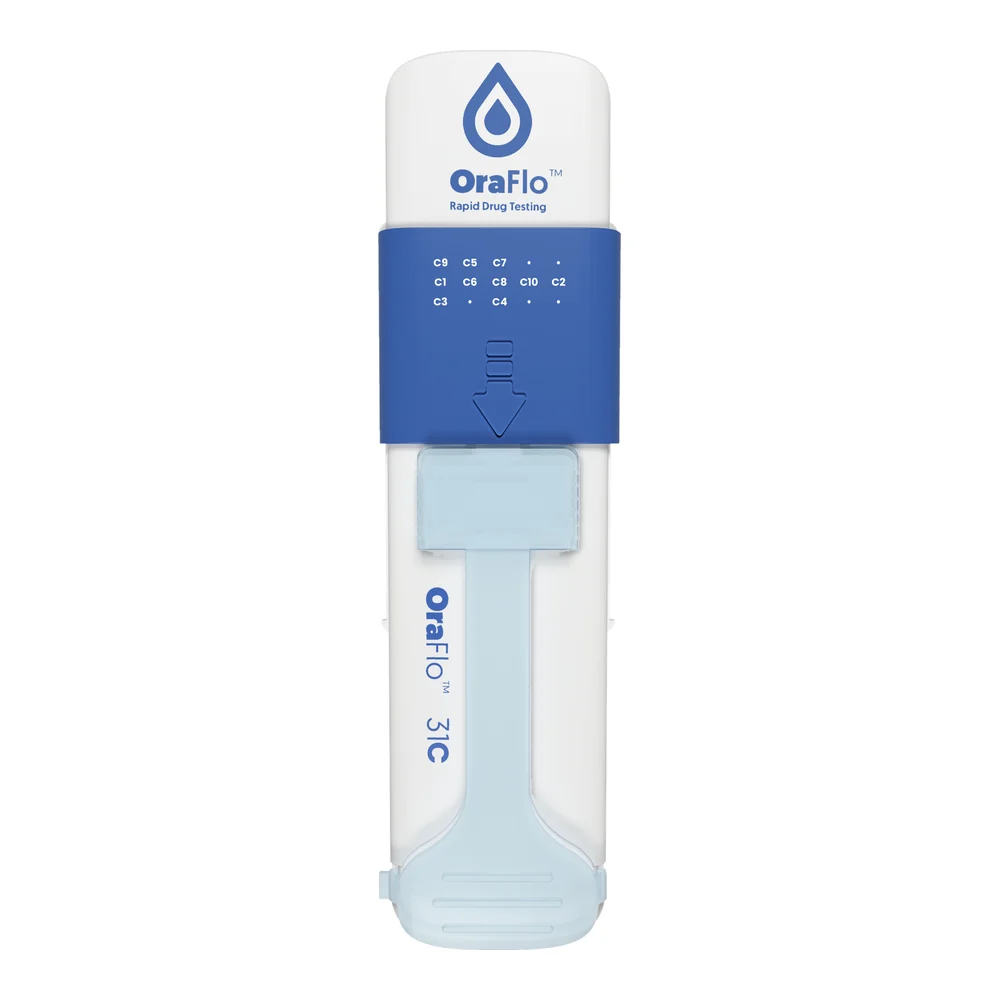 OraFlo™
Rapid Drug Testing
C9 C5 C7 • •
C1 C6 C8 C10 C2
C3 • C4 • •
OraFlo™ 31C